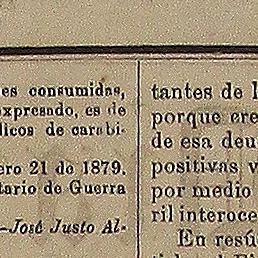 es consumidas,
expresado, es de
licos de carabi-
ero 21 de 1879.
tario de Guerra
—José Justo Al-
tantes de l
porque cre
de esa deu
positivas v
por medio
ril interoce
En resú